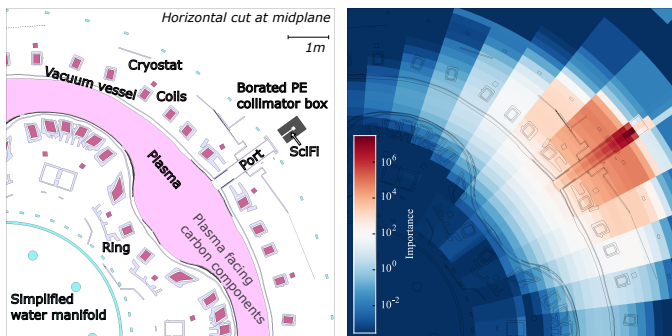 Horizontal cut at midplane
1m
Cryostat
Vacuum vessel
Coils
Borated PE
collimator box
SciFi
Port
Plasma
Plasma facing
carbon components
Ring
Simplified
water manifold
Importance
10^6
10^4
10^2
10^0
10^-2